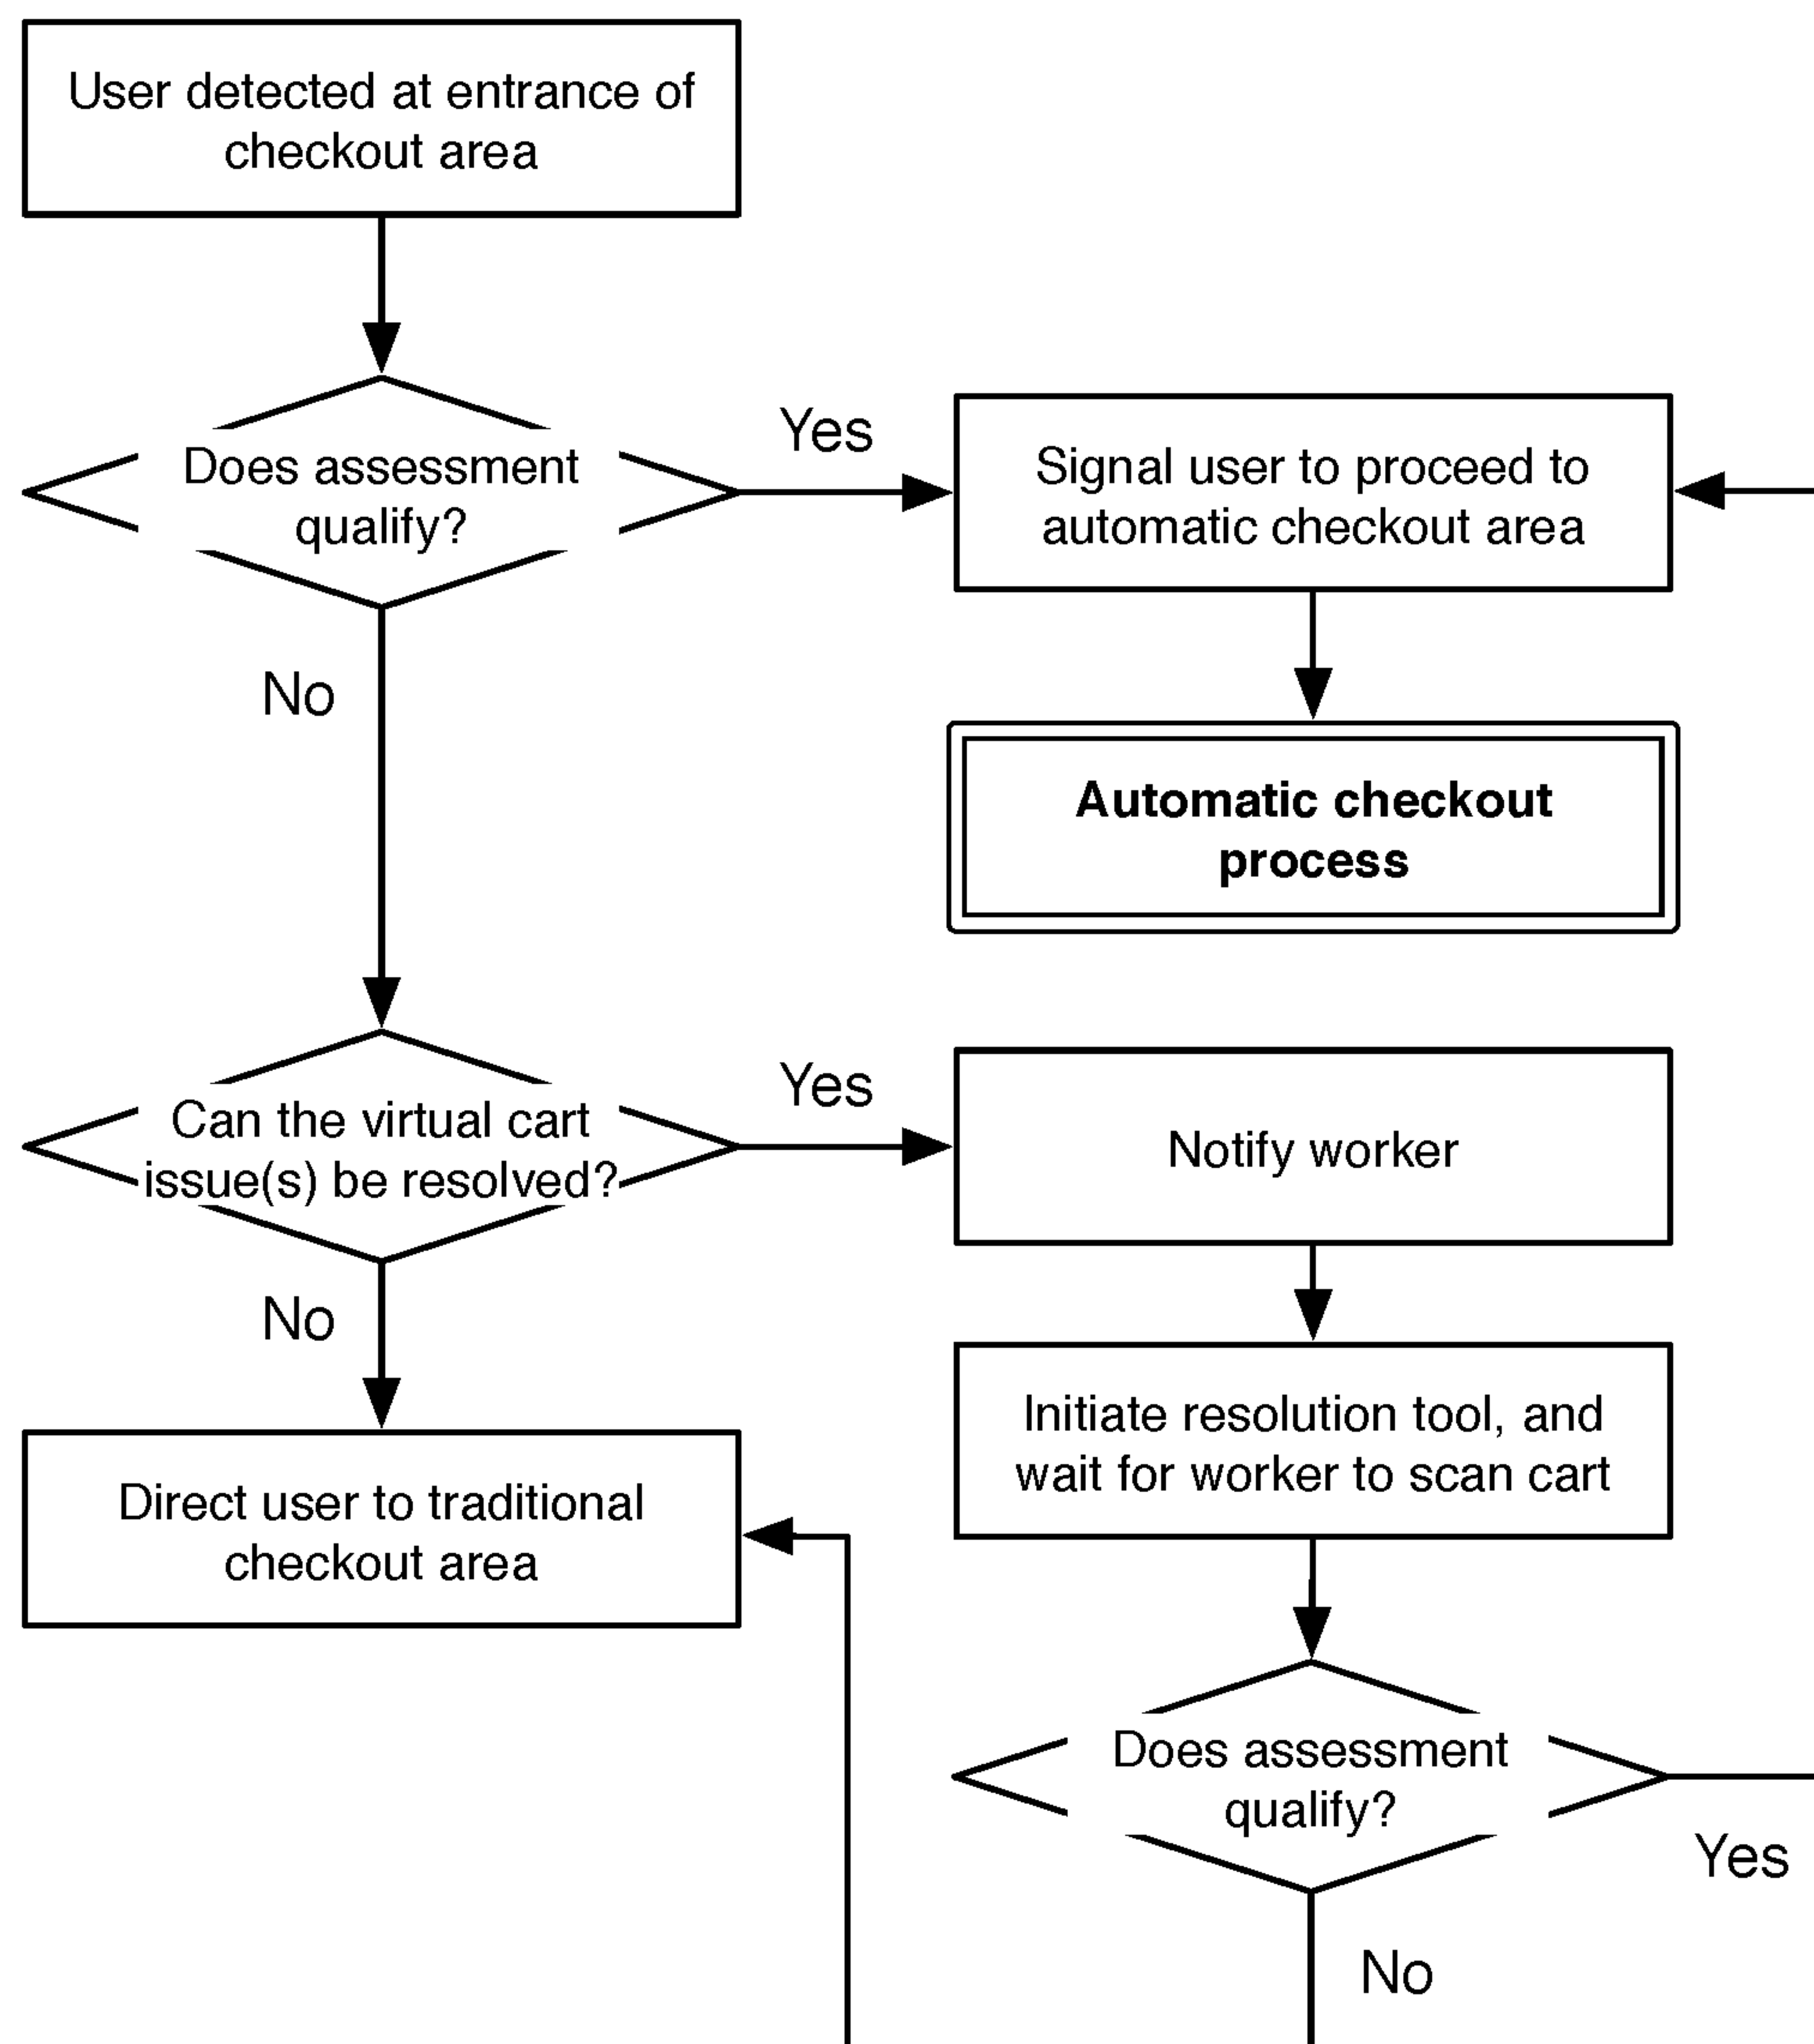 User detected at entrance of
checkout area
Does assessment
qualify?
Yes
Signal user to proceed to
automatic checkout area
No
Automatic checkout
process
Can the virtual cart
issue(s) be resolved?
Yes
Notify worker
No
Initiate resolution tool, and
wait for worker to scan cart
Direct user to traditional
checkout area
Does assessment
qualify?
Yes
No